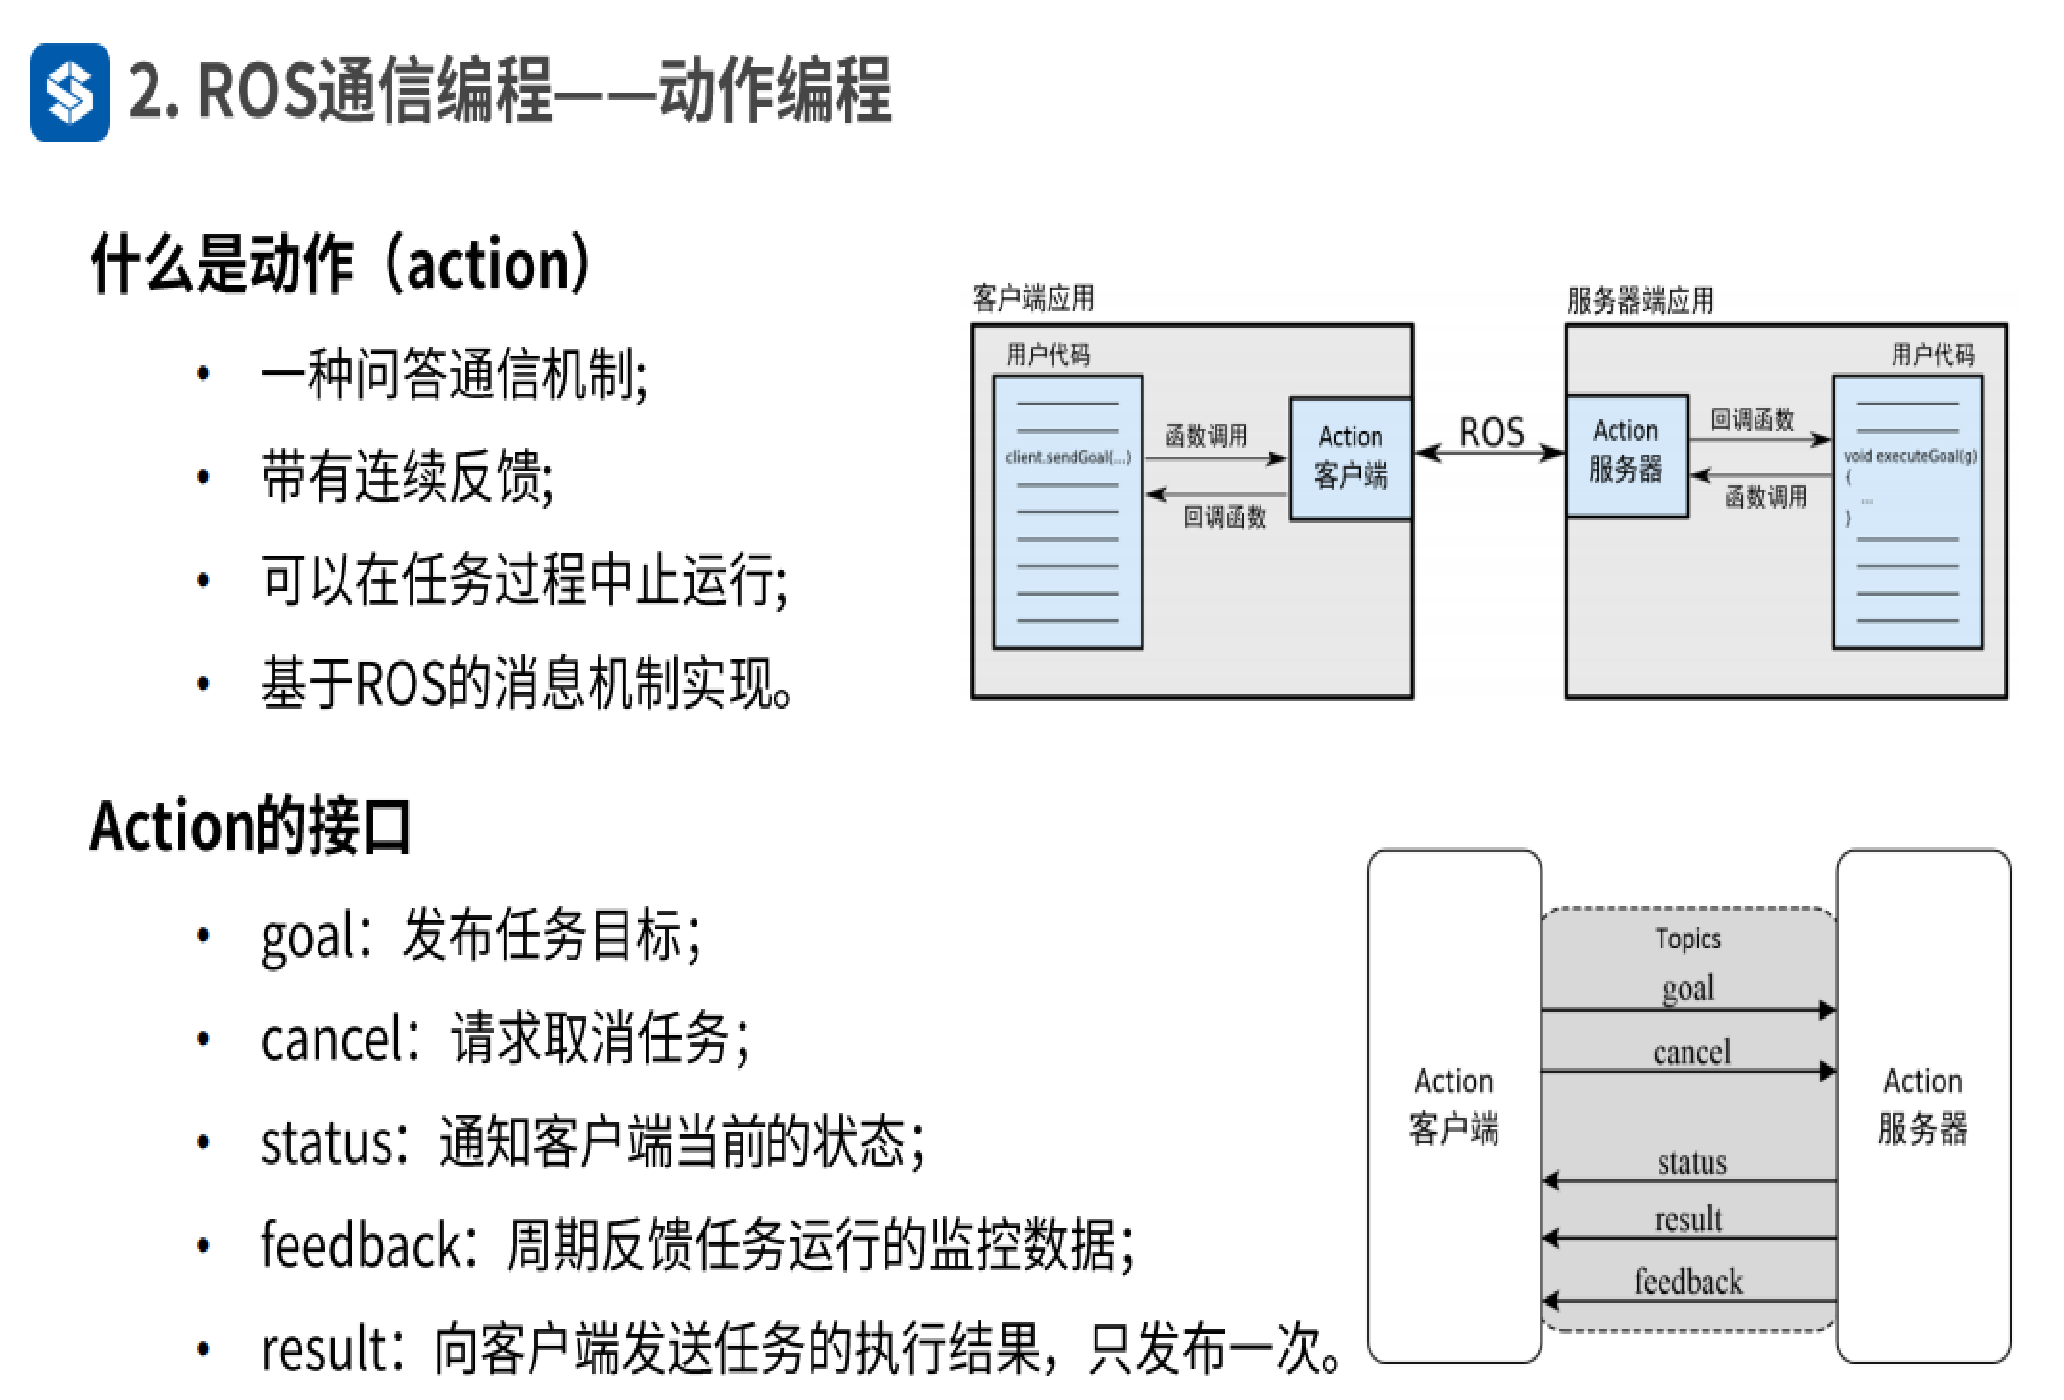 2. ROS通信编程——动作编程
什么是动作（action）
• 一种问答通信机制;
• 带有连续反馈;
• 可以在任务过程中止运行;
• 基于ROS的消息机制实现。
客户端应用
用户代码
client.sendGoal(...)
函数调用
回调函数
Action
客户端
ROS
服务器端应用
用户代码
Action
服务器
回调函数
函数调用
void executeGoal(g)
{
...
}
Action的接口
• goal：发布任务目标；
• cancel：请求取消任务；
• status：通知客户端当前的状态；
• feedback：周期反馈任务运行的监控数据；
• result：向客户端发送任务的执行结果，只发布一次。
Action
客户端
Topics
goal
cancel
status
result
feedback
Action
服务器